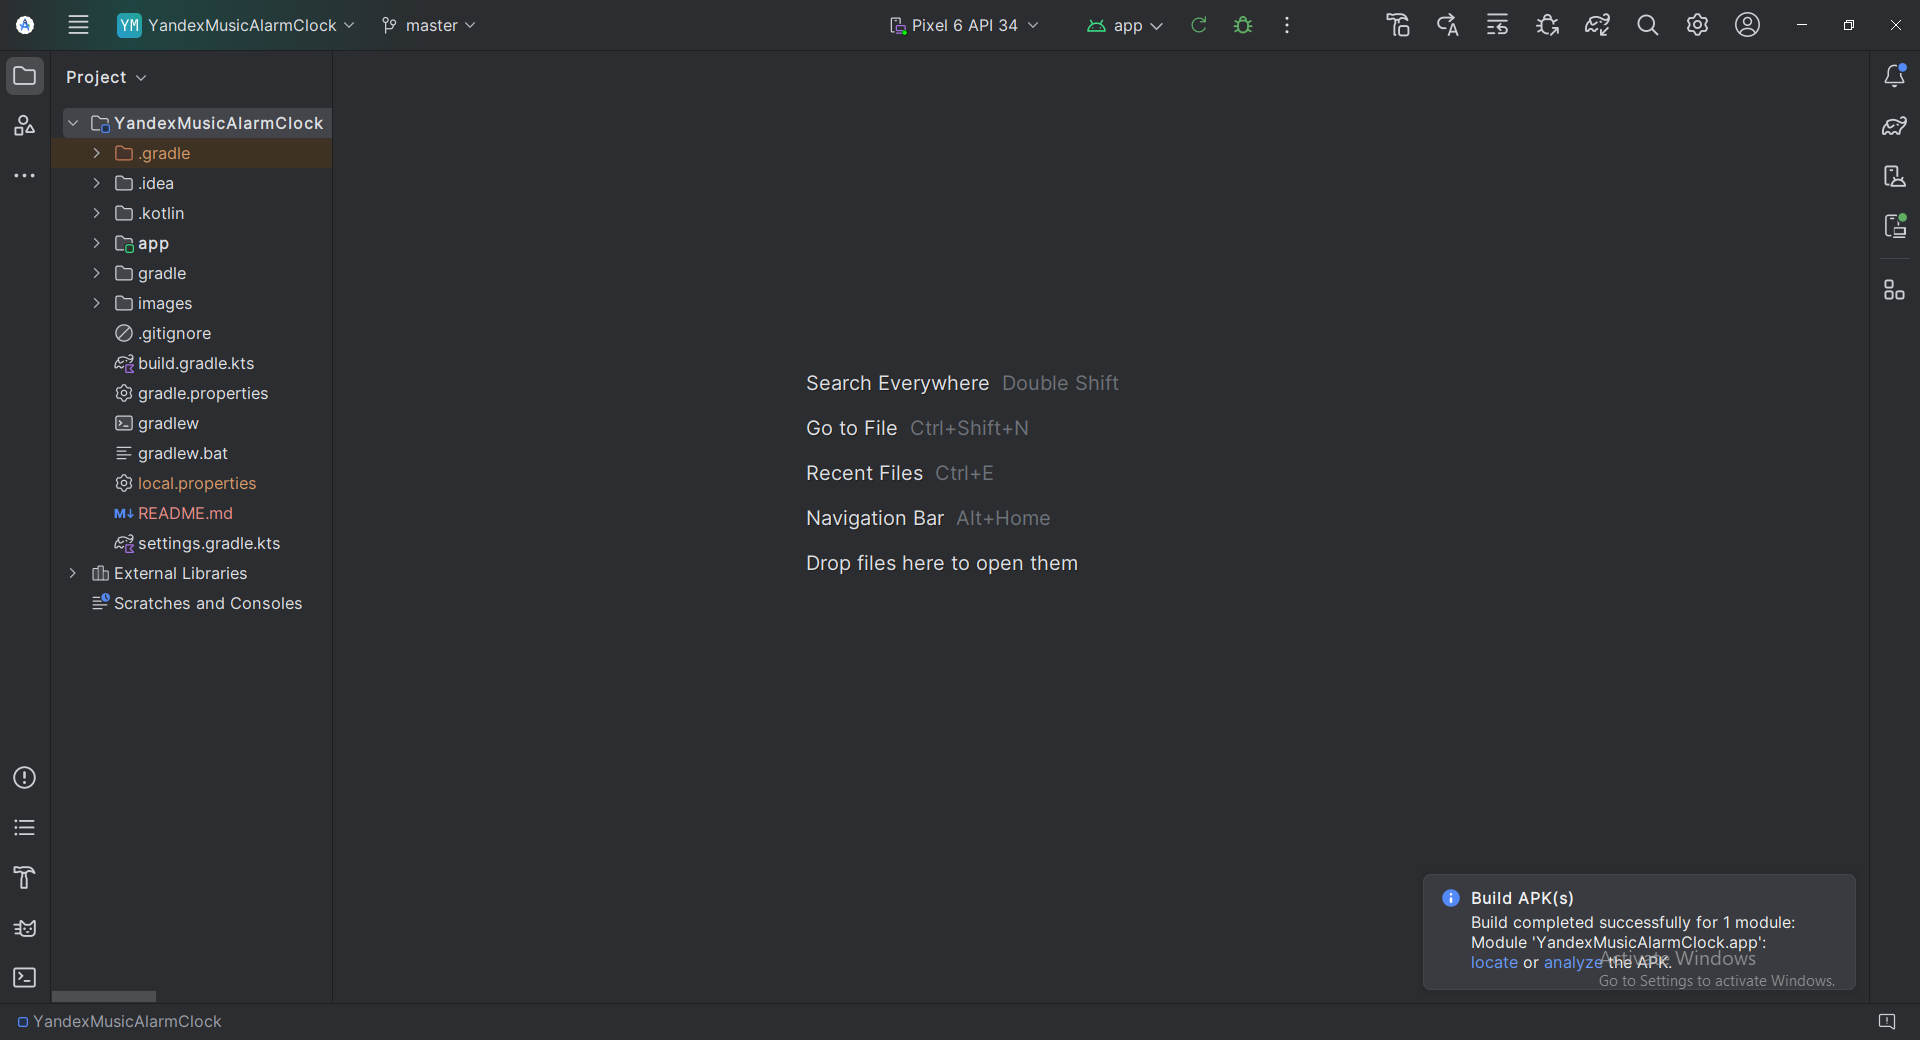 YM YandexMusicAlarmClock master Pixel 6 API 34 app
Project
YandexMusicAlarmClock
.gradle
.idea
.kotlin
app
gradle
images
.gitignore
build.gradle.kts
gradle.properties
gradlew
gradlew.bat
local.properties
M↓ README.md
settings.gradle.kts
External Libraries
Scratches and Consoles
Search Everywhere Double Shift
Go to File Ctrl+Shift+N
Recent Files Ctrl+E
Navigation Bar Alt+Home
Drop files here to open them
Build APK(s)
Build completed successfully for 1 module:
Module 'YandexMusicAlarmClock.app':
locate or analyze the APK.
Activate Windows
Go to Settings to activate Windows.
YandexMusicAlarmClock